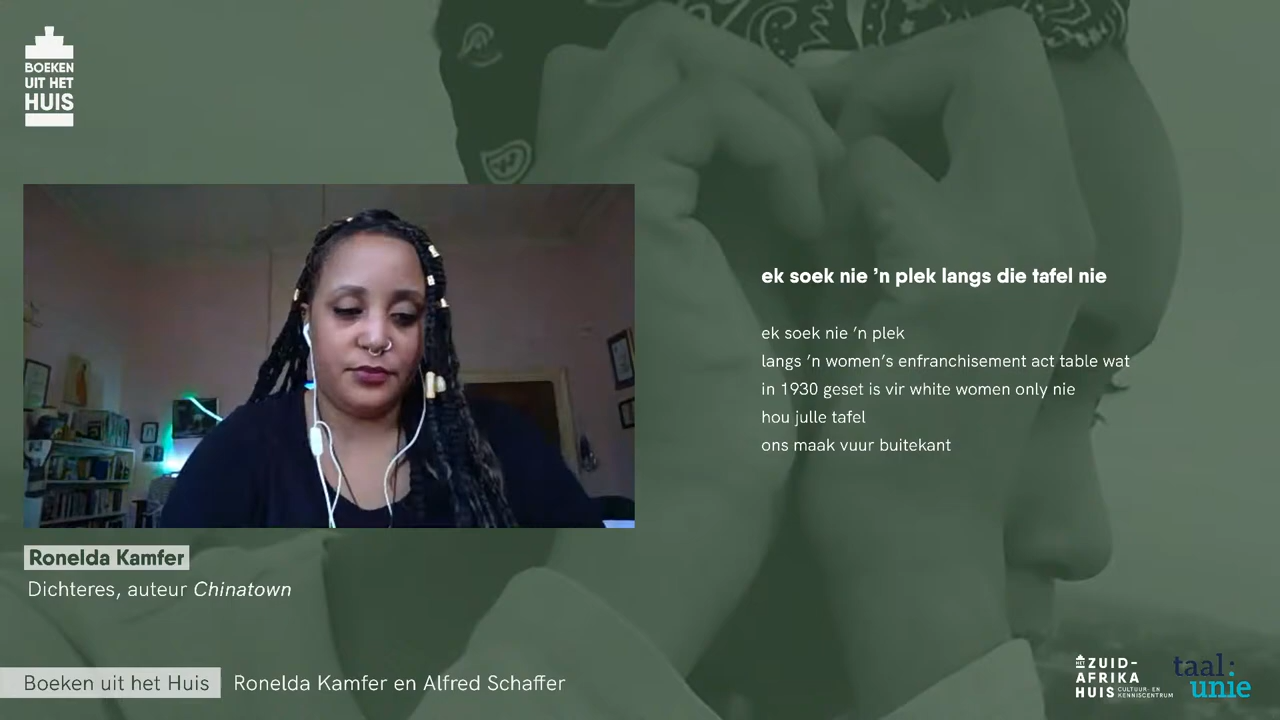 BOEKEN
UIT HET
HUIS
ek soek nie ’n plek langs die tafel nie
ek soek nie ’n plek
langs ’n women’s enfranchisement act table wat
in 1930 geset is vir white women only nie
hou julle tafel
ons maak vuur buitekant
Ronelda Kamfer
Dichteres, auteur Chinatown
Boeken uit het Huis Ronelda Kamfer en Alfred Schaffer
HET ZUID-
AFRIKA
HUIS CULTUUR- EN
KENNISCENTRUM
taal:
unie